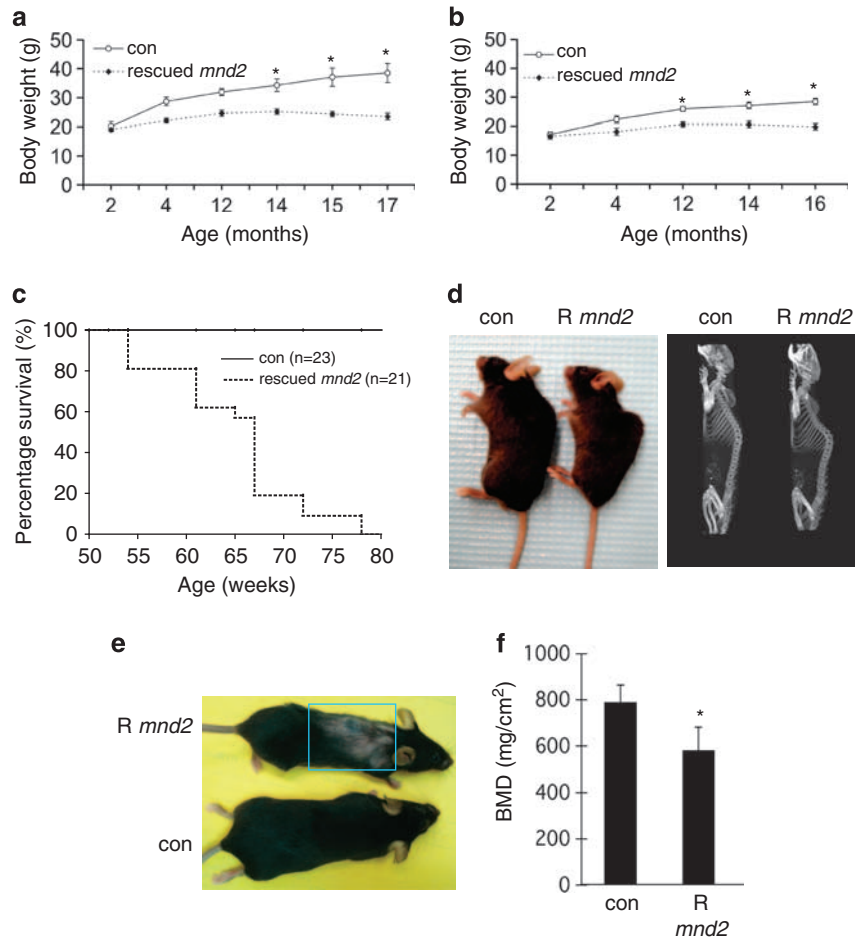 a
Body weight (g)
50
40
30
20
10
0
con
rescued mnd2
* * *
2 4 12 14 15 17
Age (months)
b
Body weight (g)
50
40
30
20
10
0
con
rescued mnd2
* * *
2 4 12 14 16
Age (months)
c
Percentage survival (%)
100
80
60
40
20
0
con (n=23)
rescued mnd2 (n=21)
50 55 60 65 70 75 80
Age (weeks)
d
con R mnd2
con R mnd2
e
R mnd2
con
f
BMD (mg/cm²)
1000
800
600
400
200
0
*
con R
mnd2